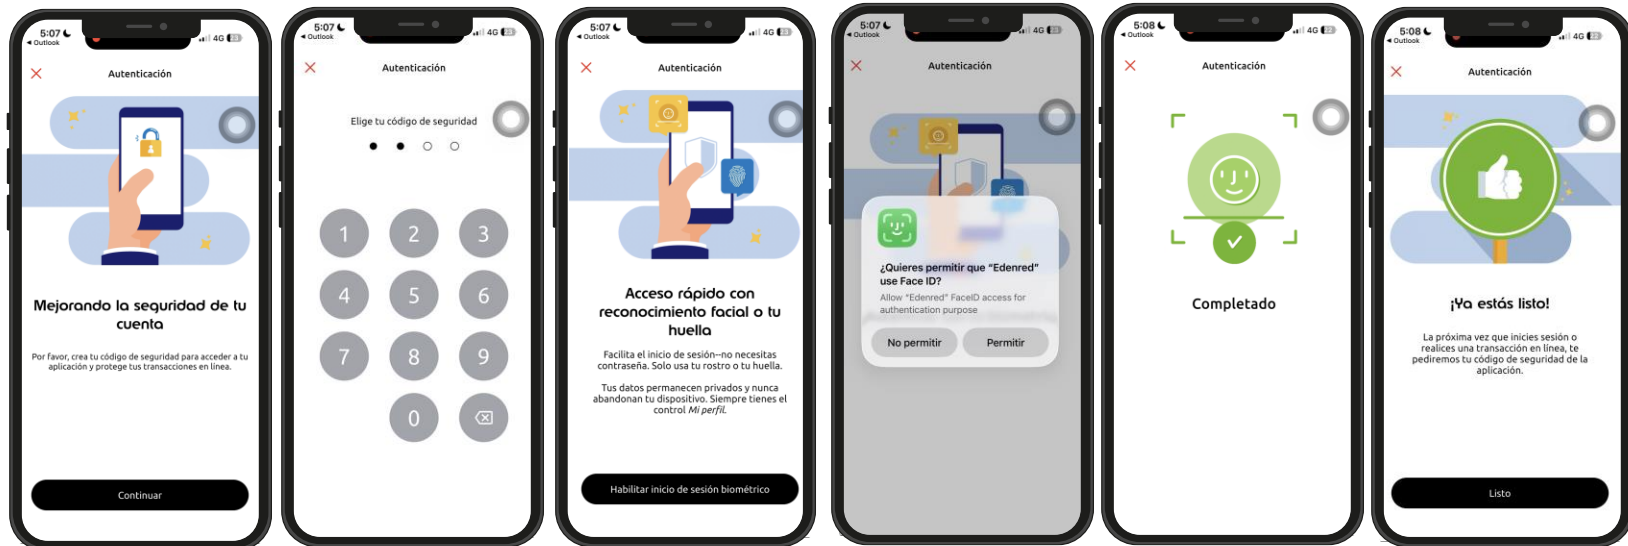 5:07
◂ Outlook
4G 23
Autenticación
Mejorando la seguridad de tu
cuenta
Por favor, crea tu código de seguridad para acceder a tu
aplicación y protege tus transacciones en línea.
Continuar
5:07
◂ Outlook
4G 23
Autenticación
Elige tu código de seguridad
1 2 3
4 5 6
7 8 9
0
5:07
◂ Outlook
4G 23
Autenticación
Acceso rápido con
reconocimiento facial o tu
huella
Facilita el inicio de sesión--no necesitas
contraseña. Solo usa tu rostro o tu huella.
Tus datos permanecen privados y nunca
abandonan tu dispositivo. Siempre tienes el
control Mi perfil.
Habilitar inicio de sesión biométrico
5:07
◂ Outlook
4G 23
Autenticación
¿Quieres permitir que “Edenred”
use Face ID?
Allow “Edenred” FaceID access for
authentication purpose
No permitir Permitir
5:08
◂ Outlook
4G
Autenticación
Completado
5:08
◂ Outlook
4G
Autenticación
¡Ya estás listo!
La próxima vez que inicies sesión o
realices una transacción en línea, te
pediremos tu código de seguridad de la
aplicación.
Listo